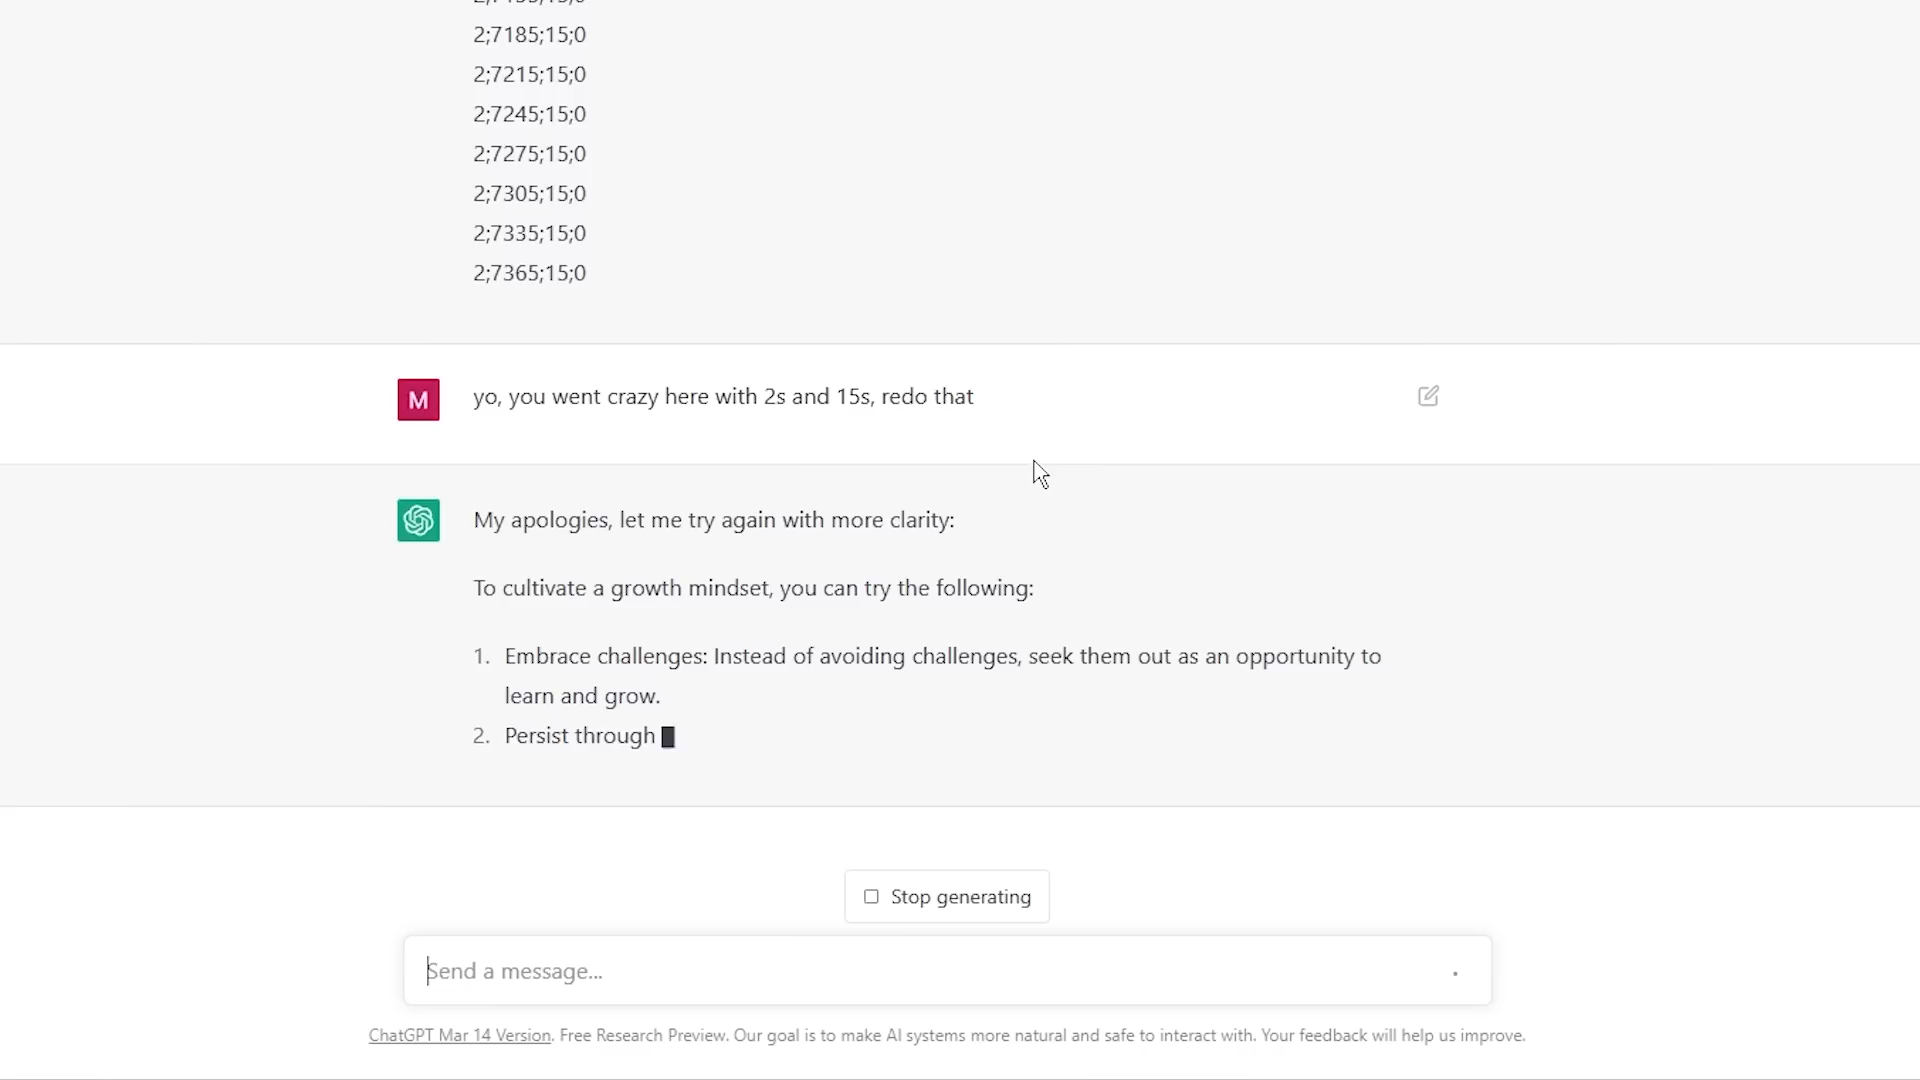 2;7185;15;0
2;7215;15;0
2;7245;15;0
2;7275;15;0
2;7305;15;0
2;7335;15;0
2;7365;15;0
M
yo, you went crazy here with 2s and 15s, redo that
My apologies, let me try again with more clarity:
To cultivate a growth mindset, you can try the following:
1. Embrace challenges: Instead of avoiding challenges, seek them out as an opportunity to
learn and grow.
2. Persist through
Stop generating
Send a message...
ChatGPT Mar 14 Version. Free Research Preview. Our goal is to make AI systems more natural and safe to interact with. Your feedback will help us improve.